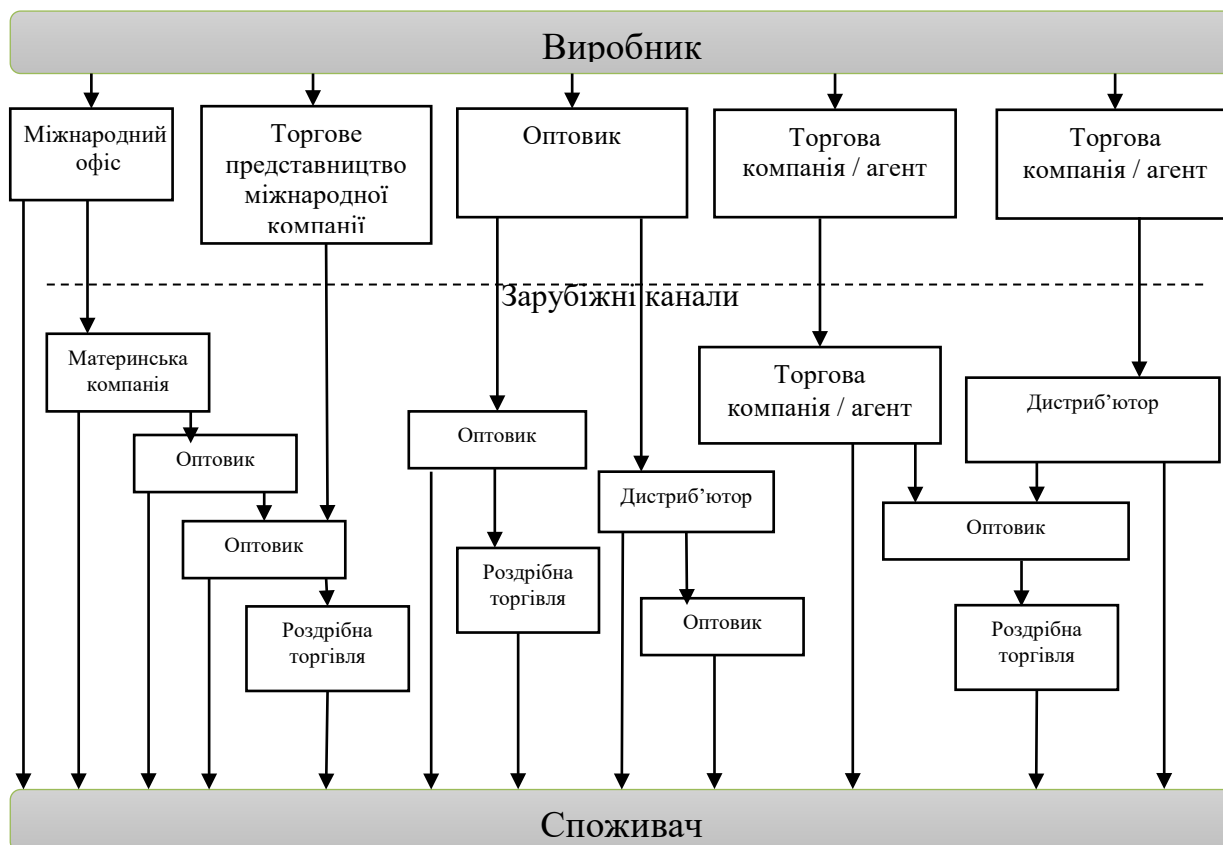 Виробник
Міжнародний
офіс
Торгове
представництво
міжнародної
компанії
Оптовик
Торгова
компанія / агент
Торгова
компанія / агент
Зарубіжні канали
Материнська
компанія
Оптовик
Оптовик
Роздрібна
торгівля
Оптовик
Роздрібна
торгівля
Дистриб’ютор
Оптовик
Торгова
компанія / агент
Дистриб’ютор
Оптовик
Роздрібна
торгівля
Споживач